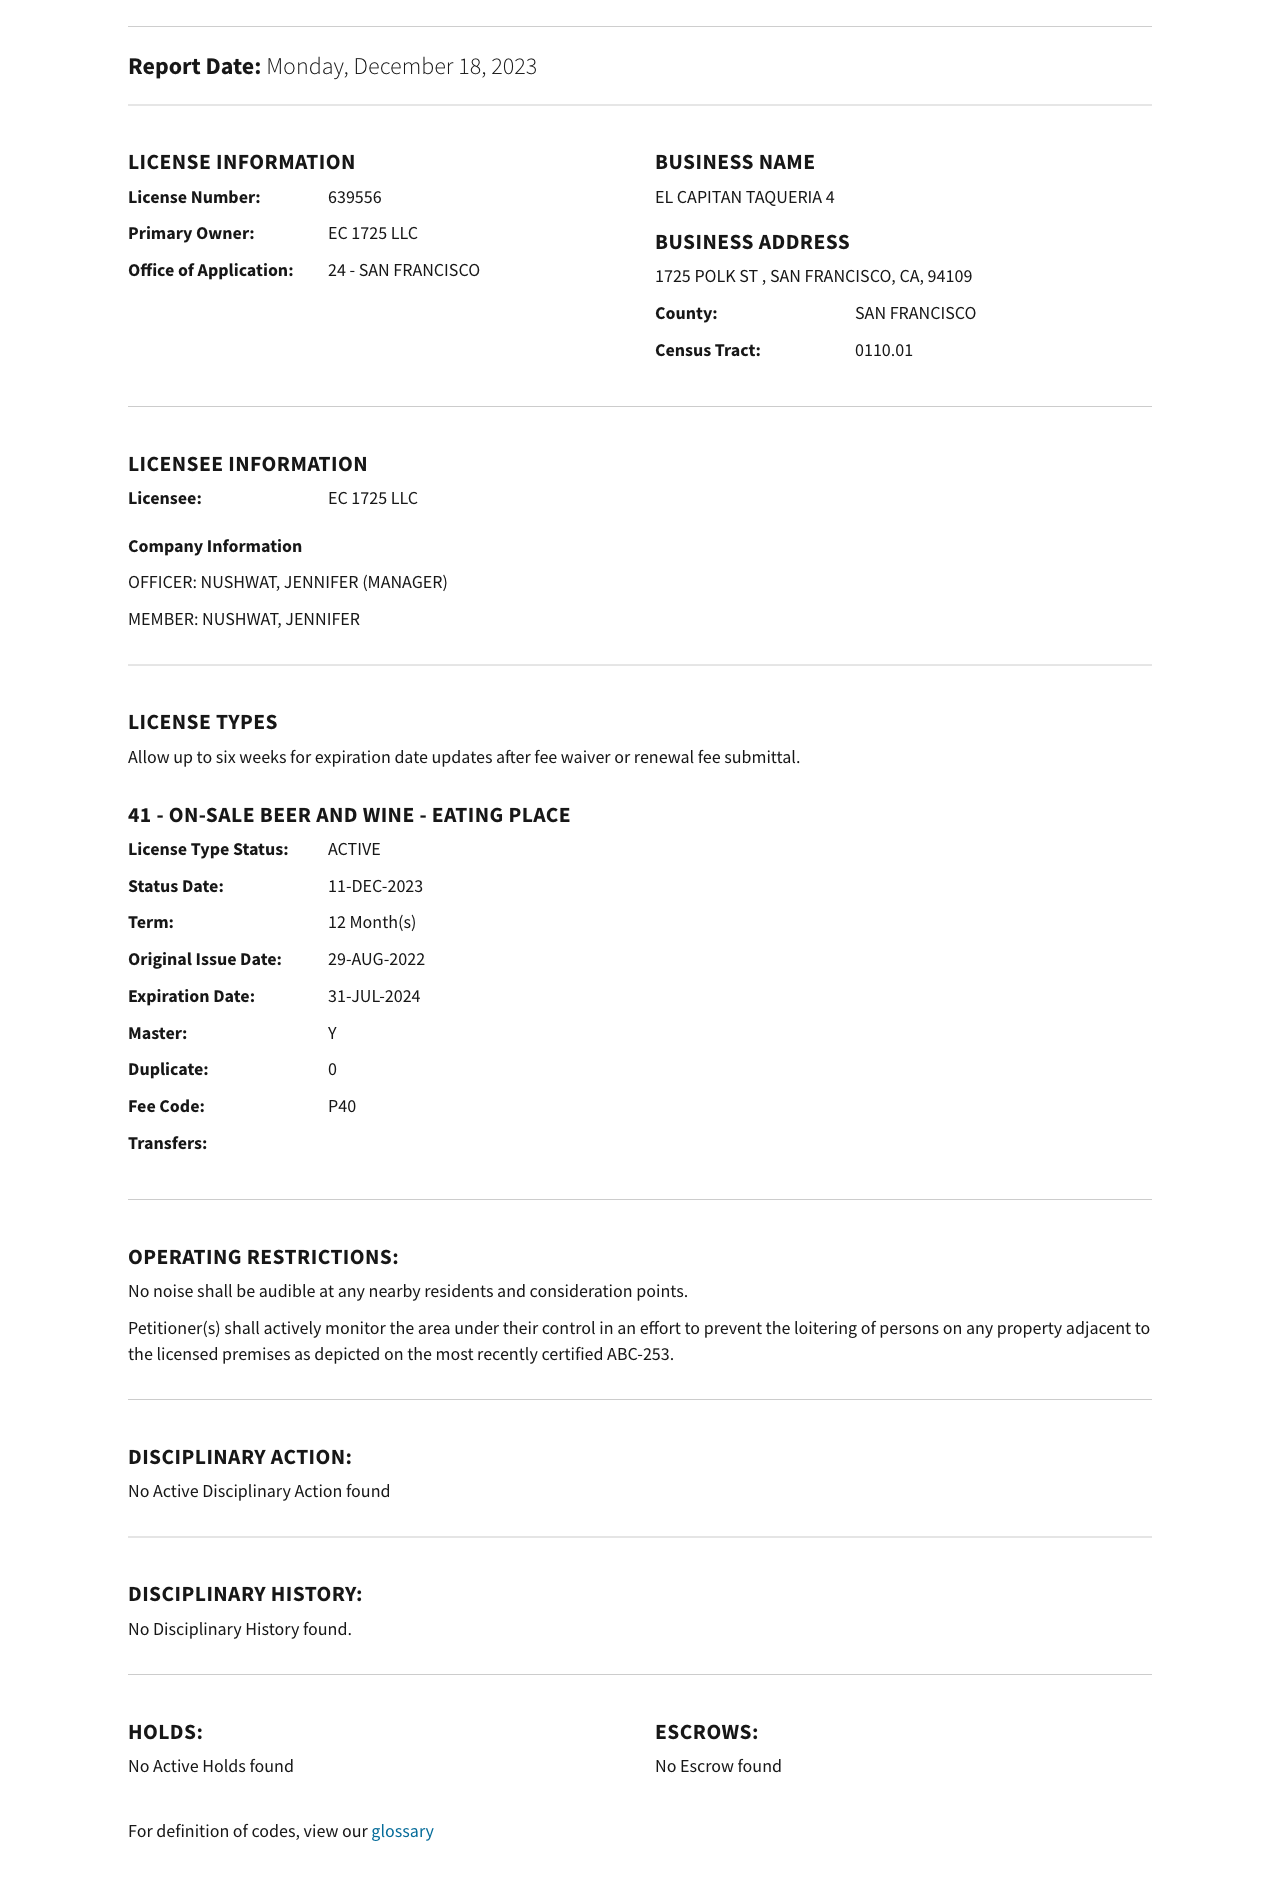 Report Date: Monday, December 18, 2023
LICENSE INFORMATION
License Number: 639556
Primary Owner: EC 1725 LLC
Office of Application: 24 - SAN FRANCISCO
BUSINESS NAME
EL CAPITAN TAQUERIA 4
BUSINESS ADDRESS
1725 POLK ST , SAN FRANCISCO, CA, 94109
County: SAN FRANCISCO
Census Tract: 0110.01
LICENSEE INFORMATION
Licensee: EC 1725 LLC
Company Information
OFFICER: NUSHWAT, JENNIFER (MANAGER)
MEMBER: NUSHWAT, JENNIFER
LICENSE TYPES
Allow up to six weeks for expiration date updates after fee waiver or renewal fee submittal.
41 - ON-SALE BEER AND WINE - EATING PLACE
License Type Status: ACTIVE
Status Date: 11-DEC-2023
Term: 12 Month(s)
Original Issue Date: 29-AUG-2022
Expiration Date: 31-JUL-2024
Master: Y
Duplicate: 0
Fee Code: P40
Transfers:
OPERATING RESTRICTIONS:
No noise shall be audible at any nearby residents and consideration points.
Petitioner(s) shall actively monitor the area under their control in an effort to prevent the loitering of persons on any property adjacent to
the licensed premises as depicted on the most recently certified ABC-253.
DISCIPLINARY ACTION:
No Active Disciplinary Action found
DISCIPLINARY HISTORY:
No Disciplinary History found.
HOLDS:
No Active Holds found
ESCROWS:
No Escrow found
For definition of codes, view our glossary